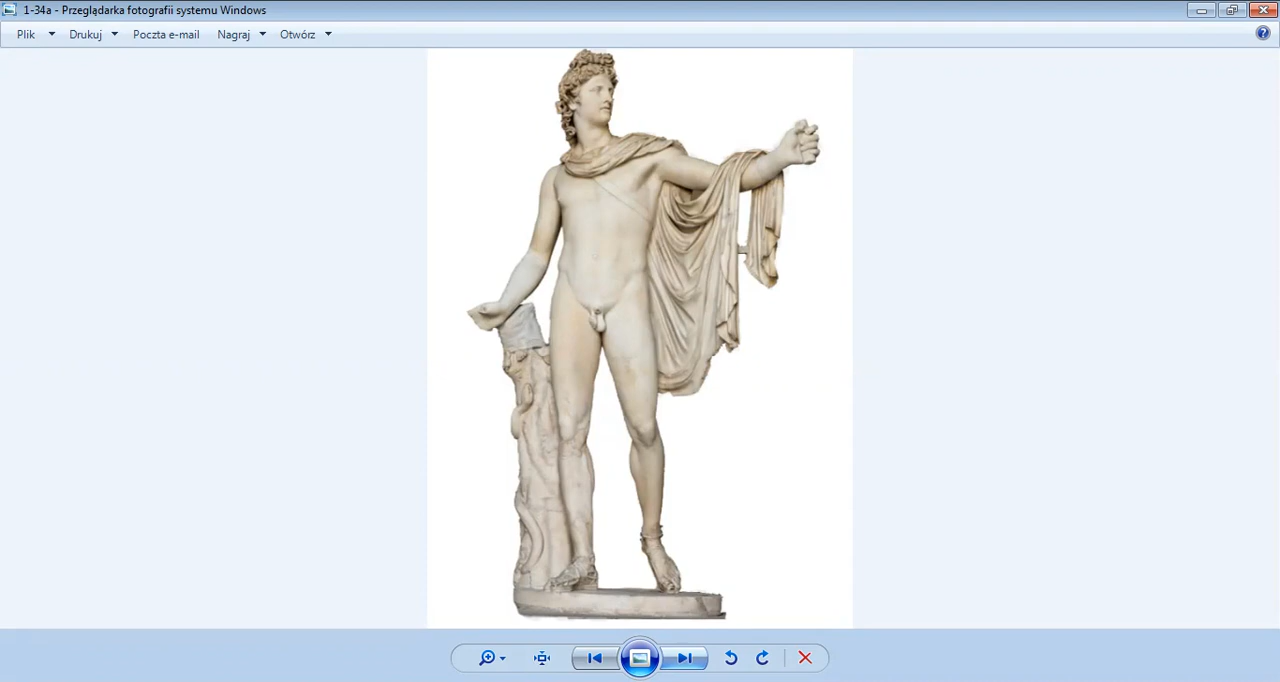 1-34a - Przeglądarka fotografii systemu Windows
Plik Drukuj Poczta e-mail Nagraj Otwórz